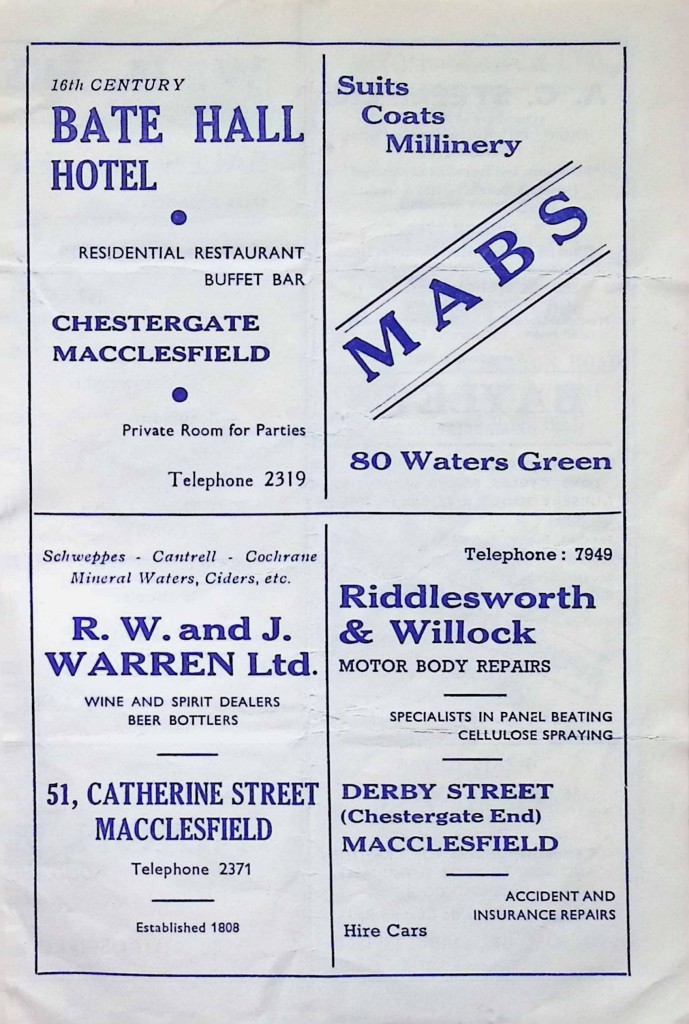 16th CENTURY
BATE HALL
HOTEL
RESIDENTIAL RESTAURANT
BUFFET BAR
CHESTERGATE
MACCLESFIELD
Private Room for Parties
Telephone 2319
Suits
Coats
Millinery
MABS
80 Waters Green
Schweppes - Cantrell - Cochrane
Mineral Waters, Ciders, etc.
R. W. and J.
WARREN Ltd.
WINE AND SPIRIT DEALERS
BEER BOTTLERS
51, CATHERINE STREET
MACCLESFIELD
Telephone 2371
Established 1808
Telephone: 7949
Riddlesworth
& Willock
MOTOR BODY REPAIRS
SPECIALISTS IN PANEL BEATING
CELLULOSE SPRAYING
DERBY STREET
(Chestergate End)
MACCLESFIELD
ACCIDENT AND
INSURANCE REPAIRS
Hire Cars